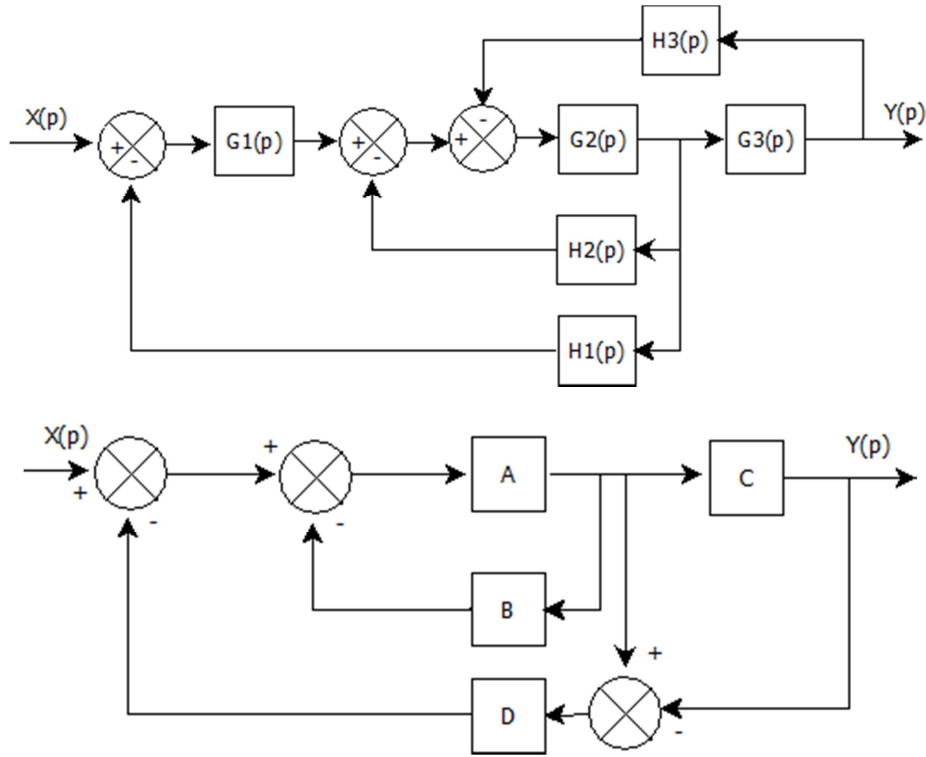 H3(p)
X(p)
Y(p)
-
+
-
G1(p)
+
-
+
G2(p)
G3(p)
H2(p)
H1(p)
X(p)
+
-
+
-
A
C
Y(p)
B
+
D
-